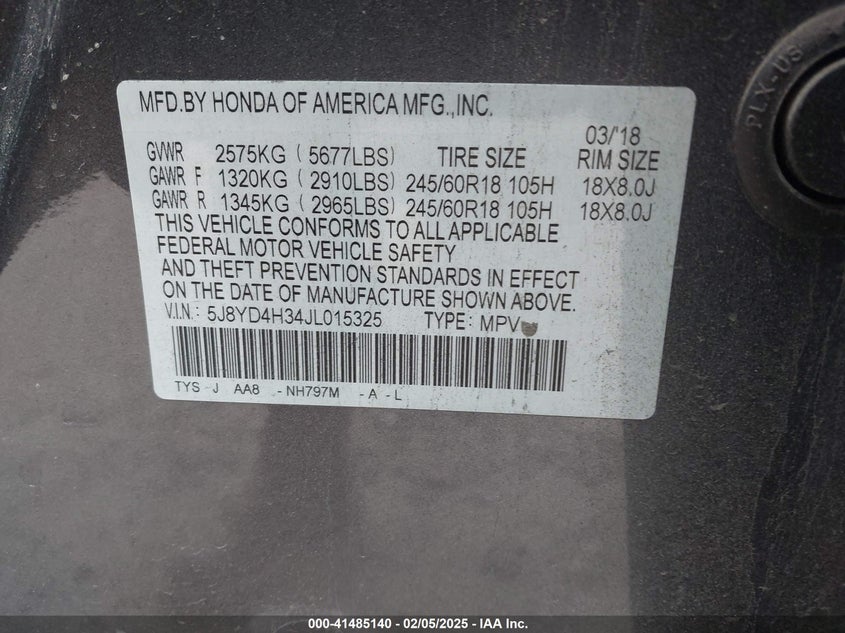 MFD.BY HONDA OF AMERICA MFG.,INC.
03/'18
GVWR 2575KG ( 5677LBS) TIRE SIZE RIM SIZE
GAWR F 1320KG ( 2910LBS) 245/60R18 105H 18X8.0J
GAWR R 1345KG ( 2965LBS) 245/60R18 105H 18X8.0J
THIS VEHICLE CONFORMS TO ALL APPLICABLE
FEDERAL MOTOR VEHICLE SAFETY
AND THEFT PREVENTION STANDARDS IN EFFECT
ON THE DATE OF MANUFACTURE SHOWN ABOVE.
V.I.N.: 5J8YD4H34JL015325 TYPE: MPV
TYS-J AA8 -NH797M -A-L
PLX-US
000-41485140 - 02/05/2025 - IAA Inc.